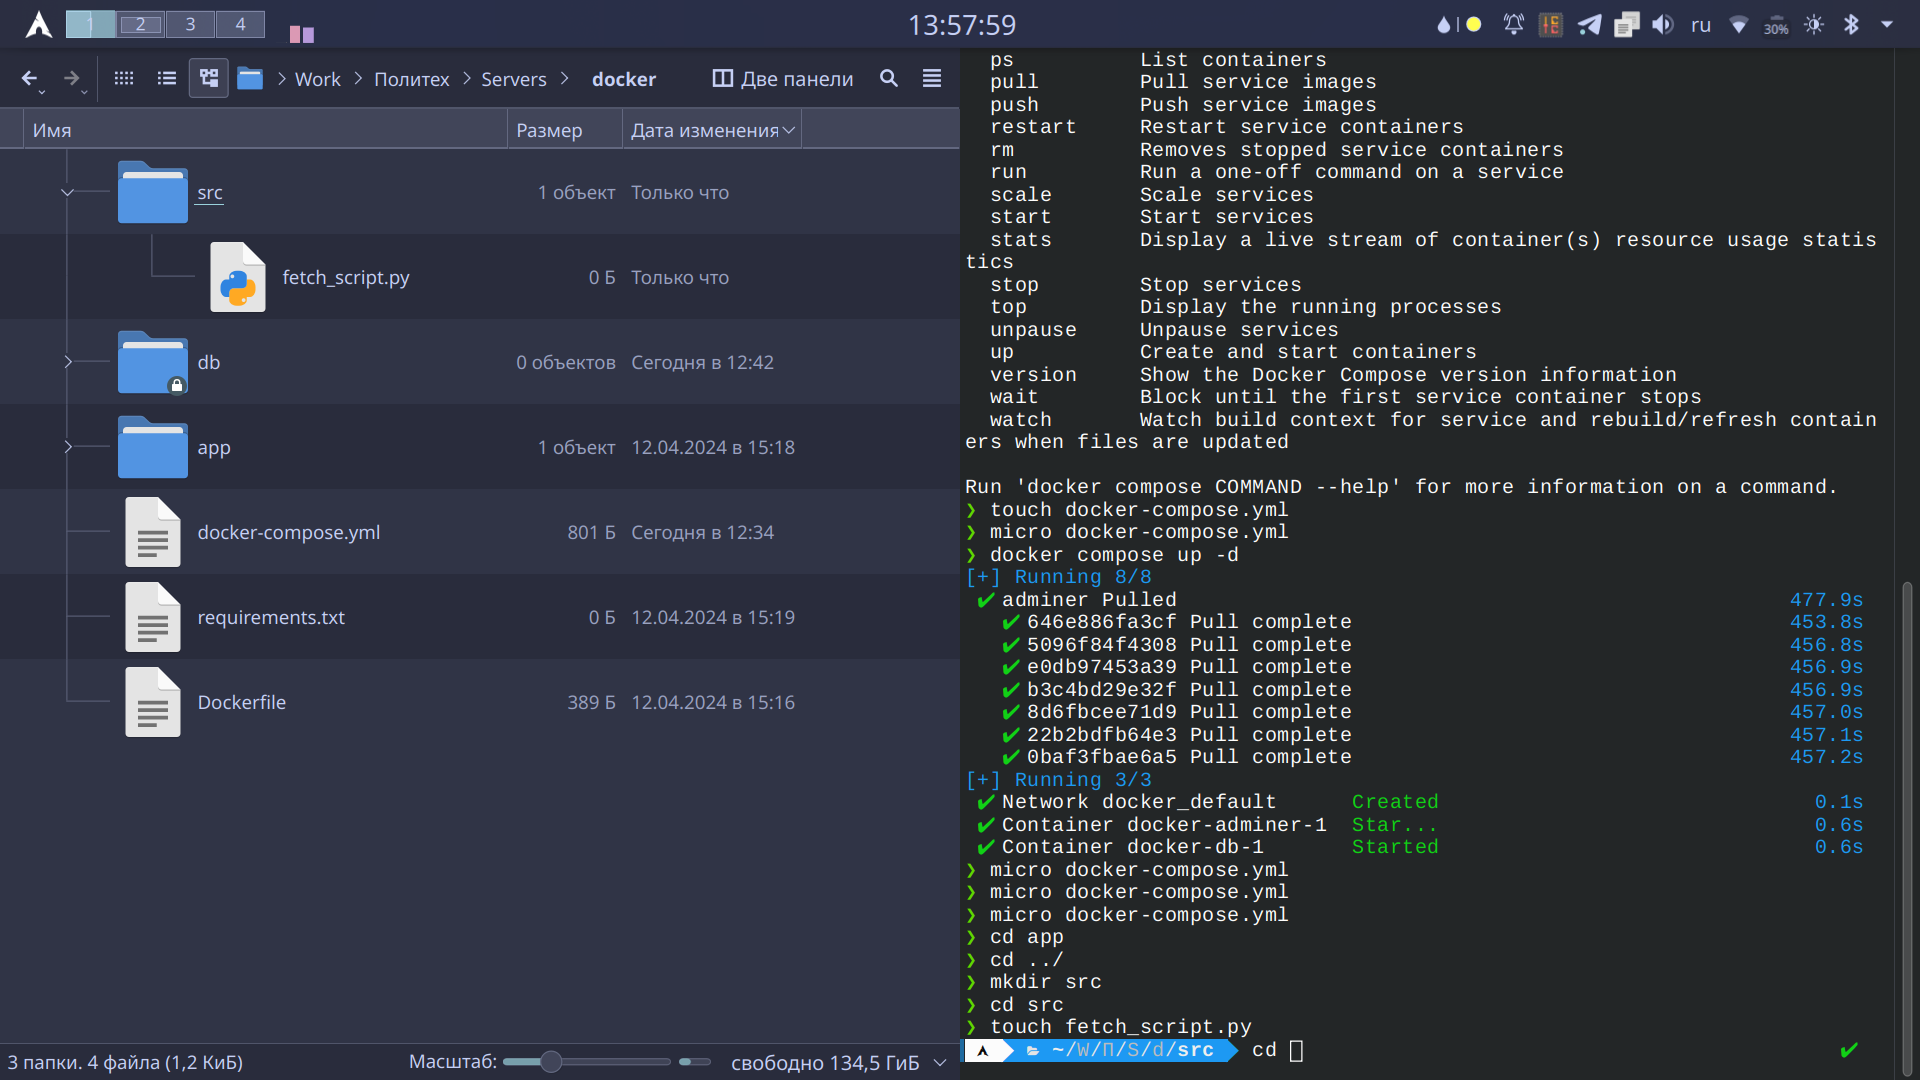 1 2 3 4
13:57:59
ru
30%
Work Политех Servers docker
Две панели
Имя Размер Дата изменения
src 1 объект Только что
fetch_script.py 0 Б Только что
db 0 объектов Сегодня в 12:42
app 1 объект 12.04.2024 в 15:18
docker-compose.yml 801 Б Сегодня в 12:34
requirements.txt 0 Б 12.04.2024 в 15:19
Dockerfile 389 Б 12.04.2024 в 15:16
3 папки. 4 файла (1,2 КиБ) Масштаб: свободно 134,5 ГиБ
ps List containers
pull Pull service images
push Push service images
restart Restart service containers
rm Removes stopped service containers
run Run a one-off command on a service
scale Scale services
start Start services
stats Display a live stream of container(s) resource usage statis
tics
stop Stop services
top Display the running processes
unpause Unpause services
up Create and start containers
version Show the Docker Compose version information
wait Block until the first service container stops
watch Watch build context for service and rebuild/refresh contain
ers when files are updated
Run 'docker compose COMMAND --help' for more information on a command.
❯ touch docker-compose.yml
❯ micro docker-compose.yml
❯ docker compose up -d
[+] Running 8/8
✔ adminer Pulled 477.9s
✔ 646e886fa3cf Pull complete 453.8s
✔ 5096f84f4308 Pull complete 456.8s
✔ e0db97453a39 Pull complete 456.9s
✔ b3c4bd29e32f Pull complete 456.9s
✔ 8d6fbcee71d9 Pull complete 457.0s
✔ 22b2bdfb64e3 Pull complete 457.1s
✔ 0baf3fbae6a5 Pull complete 457.2s
[+] Running 3/3
✔ Network docker_default Created 0.1s
✔ Container docker-adminer-1 Star... 0.6s
✔ Container docker-db-1 Started 0.6s
❯ micro docker-compose.yml
❯ micro docker-compose.yml
❯ micro docker-compose.yml
❯ cd app
❯ cd ../
❯ mkdir src
❯ cd src
❯ touch fetch_script.py
~/W/П/S/d/src cd ✔